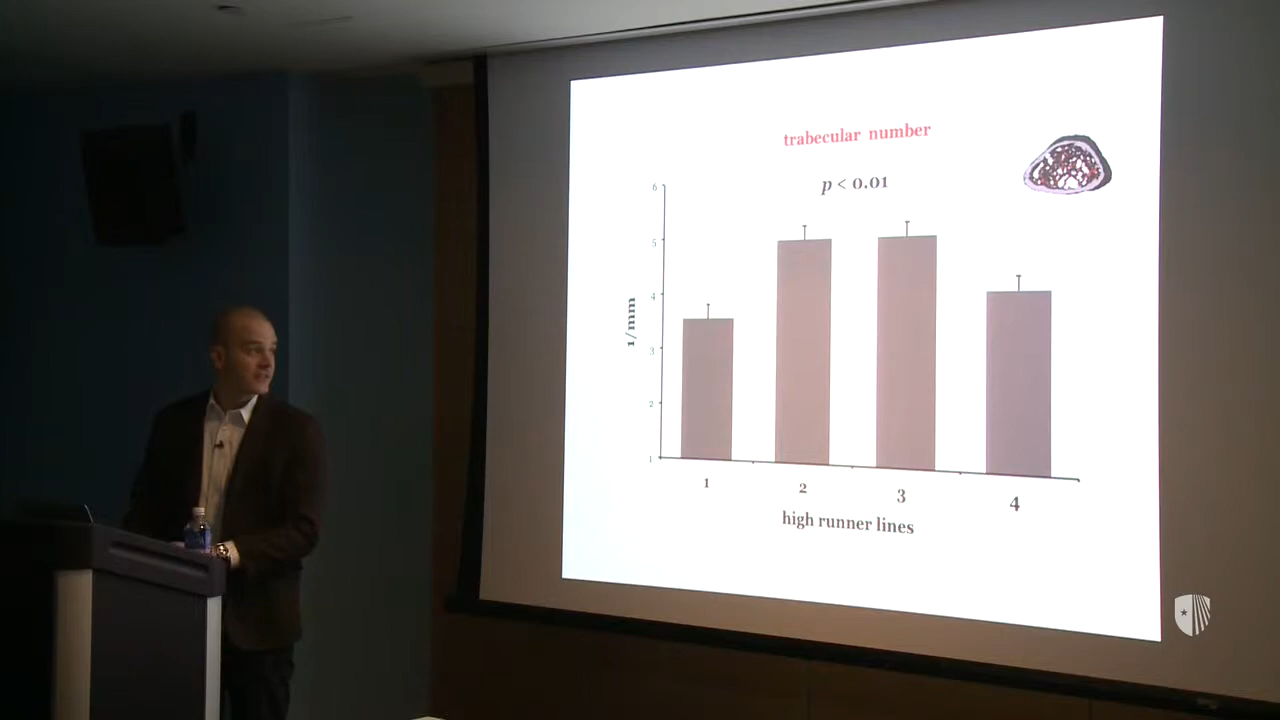 trabecular number
p < 0.01
6
5
4
3
2
1
1/mm
1 2 3 4
high runner lines